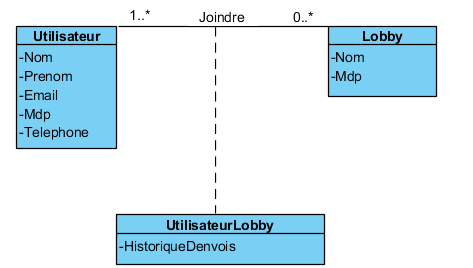 1..*
Joindre
0..*
Utilisateur
-Nom
-Prenom
-Email
-Mdp
-Telephone
Lobby
-Nom
-Mdp
UtilisateurLobby
-HistoriqueDenvois